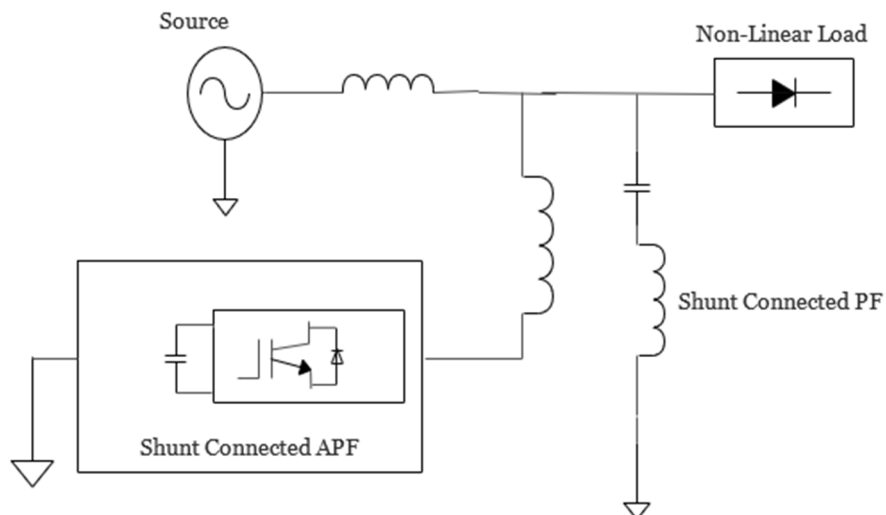 Source
Non-Linear Load
Shunt Connected PF
Shunt Connected APF